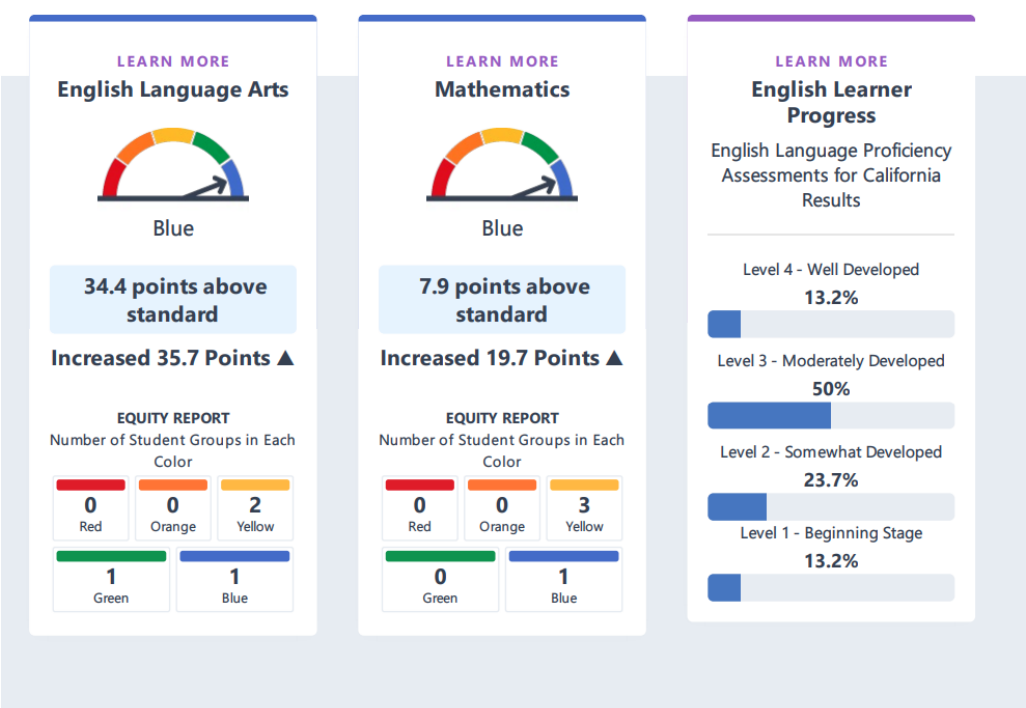 LEARN MORE
English Language Arts
Blue
34.4 points above
standard
Increased 35.7 Points ▲
EQUITY REPORT
Number of Student Groups in Each
Color
0
Red
0
Orange
2
Yellow
1
Green
1
Blue
LEARN MORE
Mathematics
Blue
7.9 points above
standard
Increased 19.7 Points ▲
EQUITY REPORT
Number of Student Groups in Each
Color
0
Red
0
Orange
3
Yellow
0
Green
1
Blue
LEARN MORE
English Learner
Progress
English Language Proficiency
Assessments for California
Results
Level 4 - Well Developed
13.2%
Level 3 - Moderately Developed
50%
Level 2 - Somewhat Developed
23.7%
Level 1 - Beginning Stage
13.2%